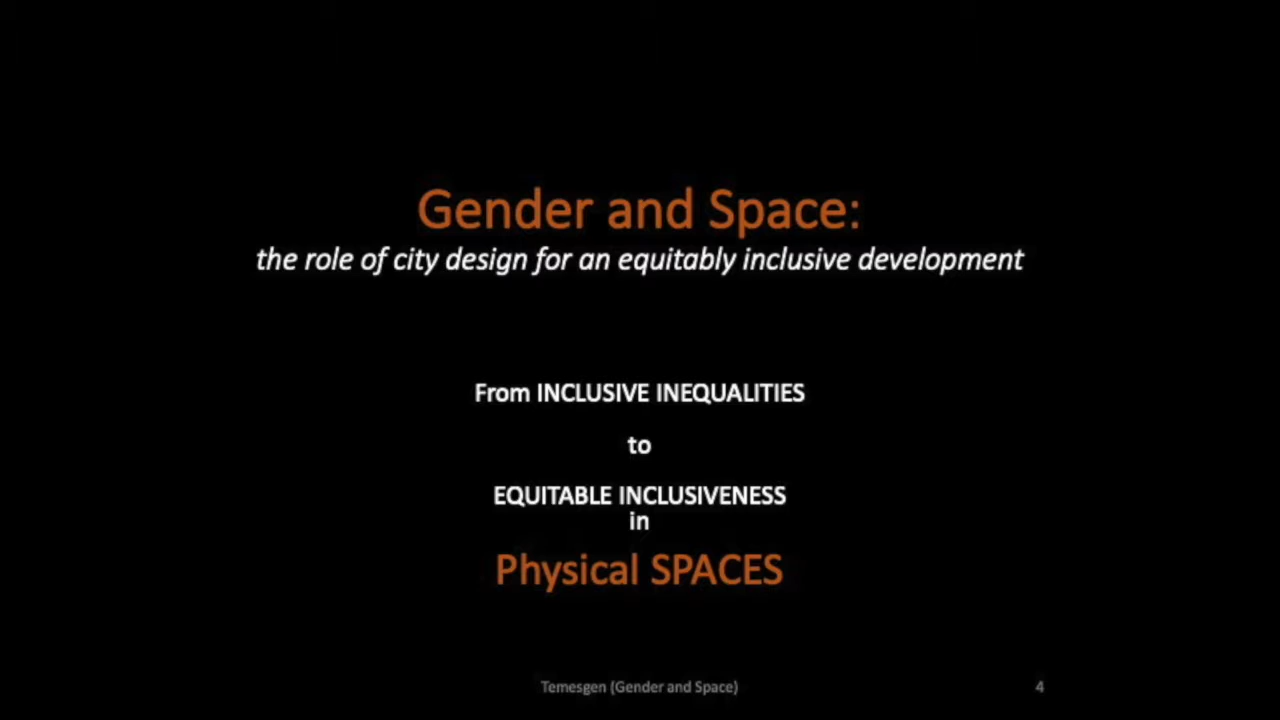 Gender and Space:
the role of city design for an equitably inclusive development
From INCLUSIVE INEQUALITIES
to
EQUITABLE INCLUSIVENESS
in
Physical SPACES
Temesgen (Gender and Space)
4